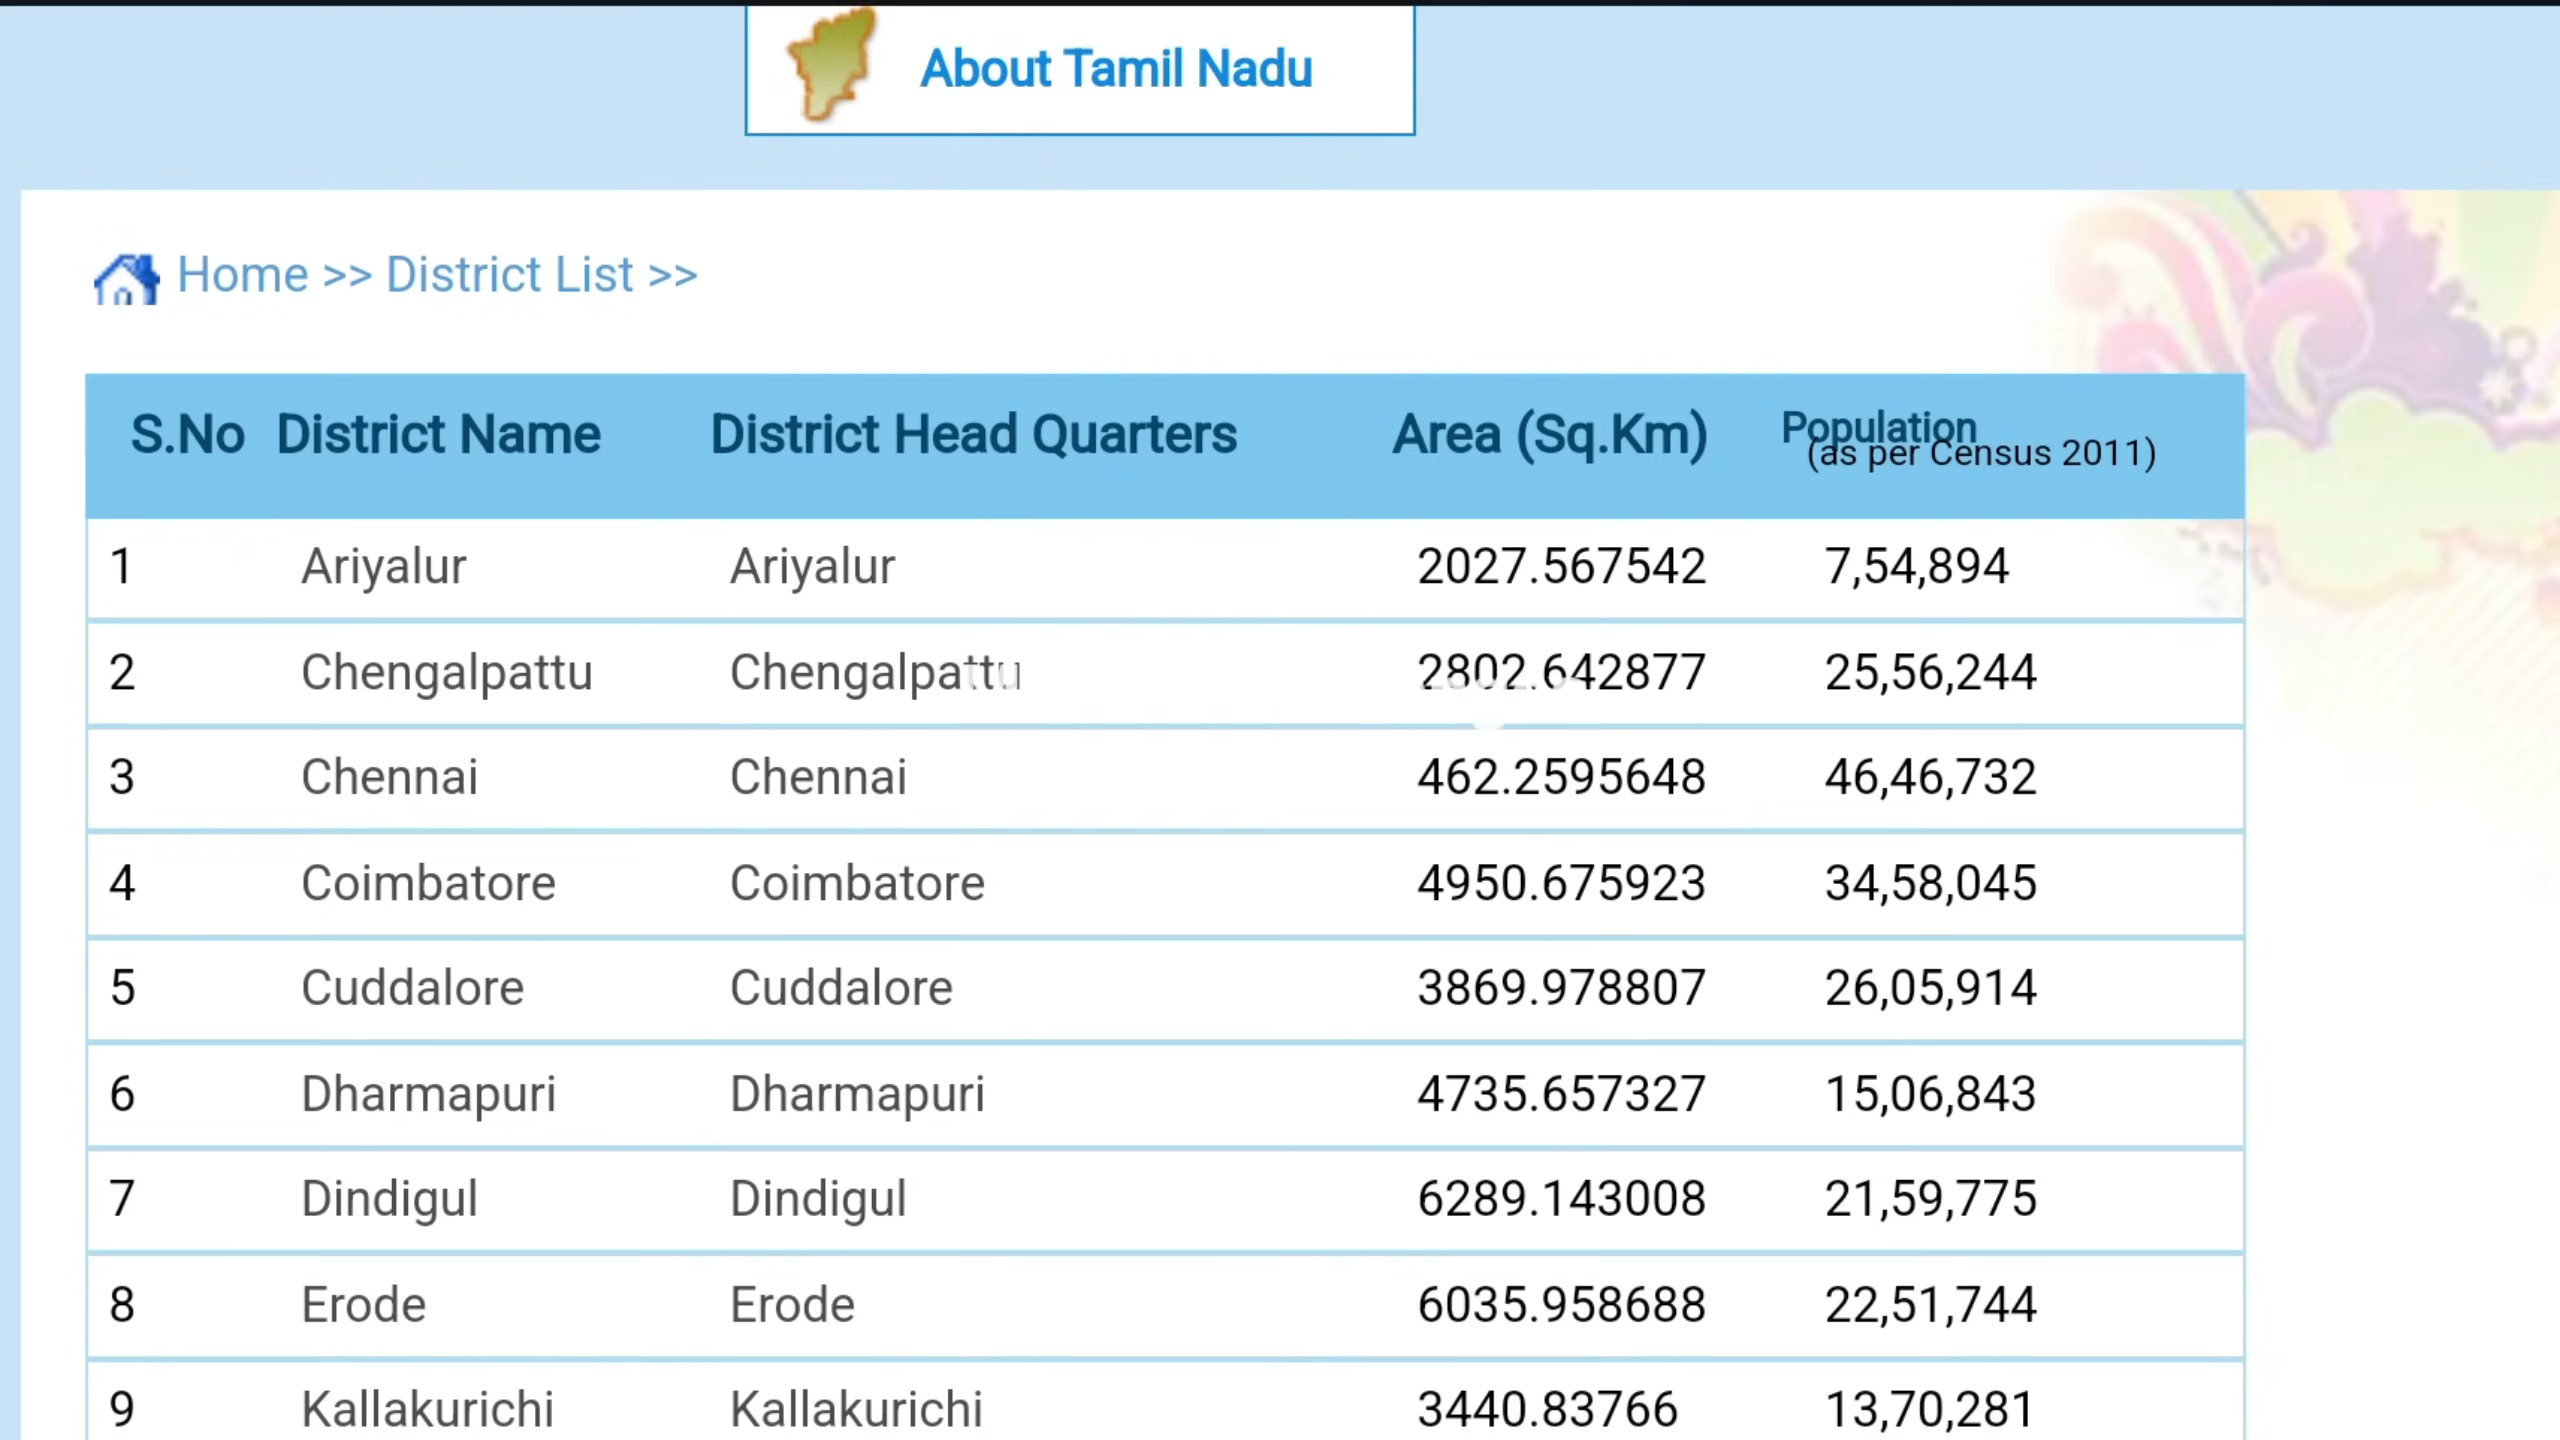 About Tamil Nadu
Home >> District List >>
S.No District Name District Head Quarters Area (Sq.Km) Population
(as per Census 2011)
1 Ariyalur Ariyalur 2027.567542 7,54,894
2 Chengalpattu Chengalpattu 2802.642877 25,56,244
3 Chennai Chennai 462.2595648 46,46,732
4 Coimbatore Coimbatore 4950.675923 34,58,045
5 Cuddalore Cuddalore 3869.978807 26,05,914
6 Dharmapuri Dharmapuri 4735.657327 15,06,843
7 Dindigul Dindigul 6289.143008 21,59,775
8 Erode Erode 6035.958688 22,51,744
9 Kallakurichi Kallakurichi 3440.83766 13,70,281